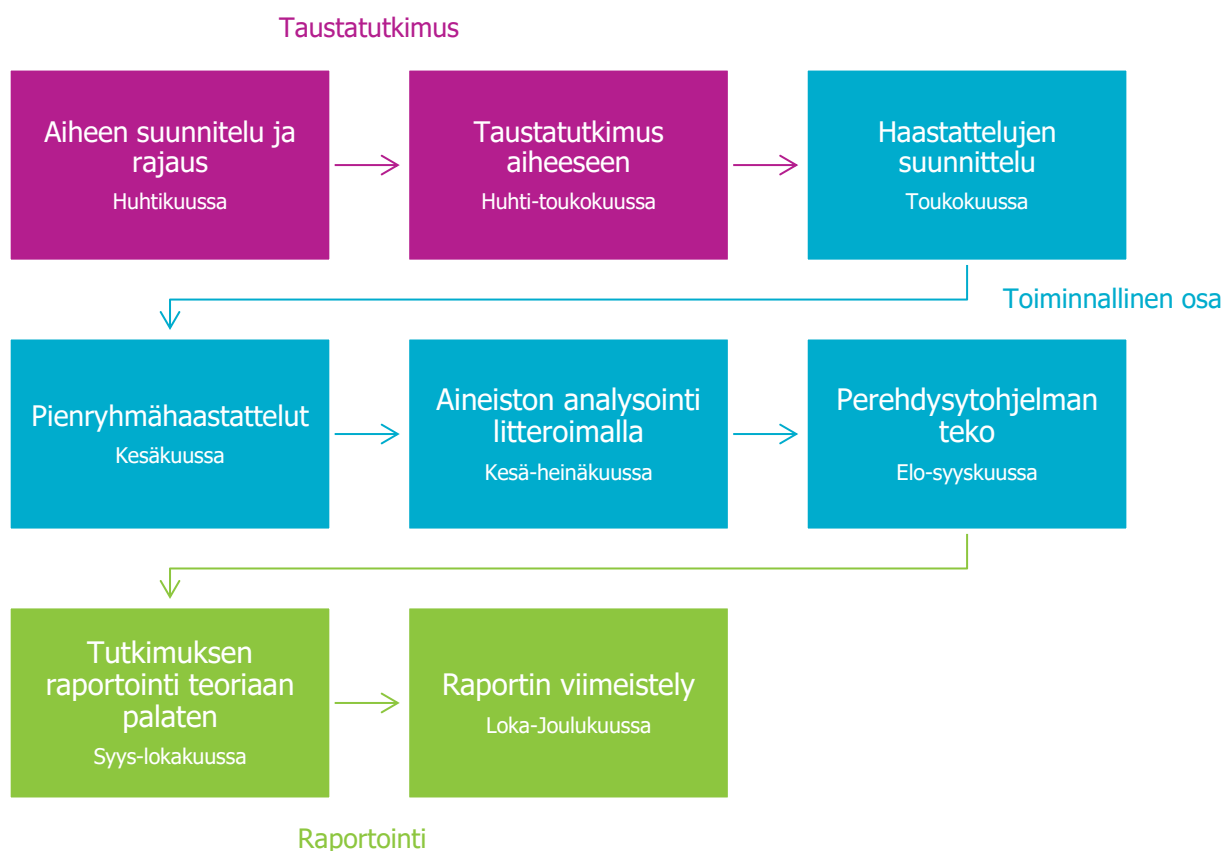 Taustatutkimus
Aiheen suunnitelu ja
rajaus
Huhtikuussa
Taustatutkimus
aiheeseen
Huhti-toukokuussa
Haastattelujen
suunnittelu
Toukokuussa
Toiminnallinen osa
Pienryhmähaastattelut
Kesäkuussa
Aineiston analysointi
litteroimalla
Kesä-heinäkuussa
Perehdysytohjelman
teko
Elo-syyskuussa
Tutkimuksen
raportointi teoriaan
palaten
Syys-lokakuussa
Raportin viimeistely
Loka-Joulukuussa
Raportointi